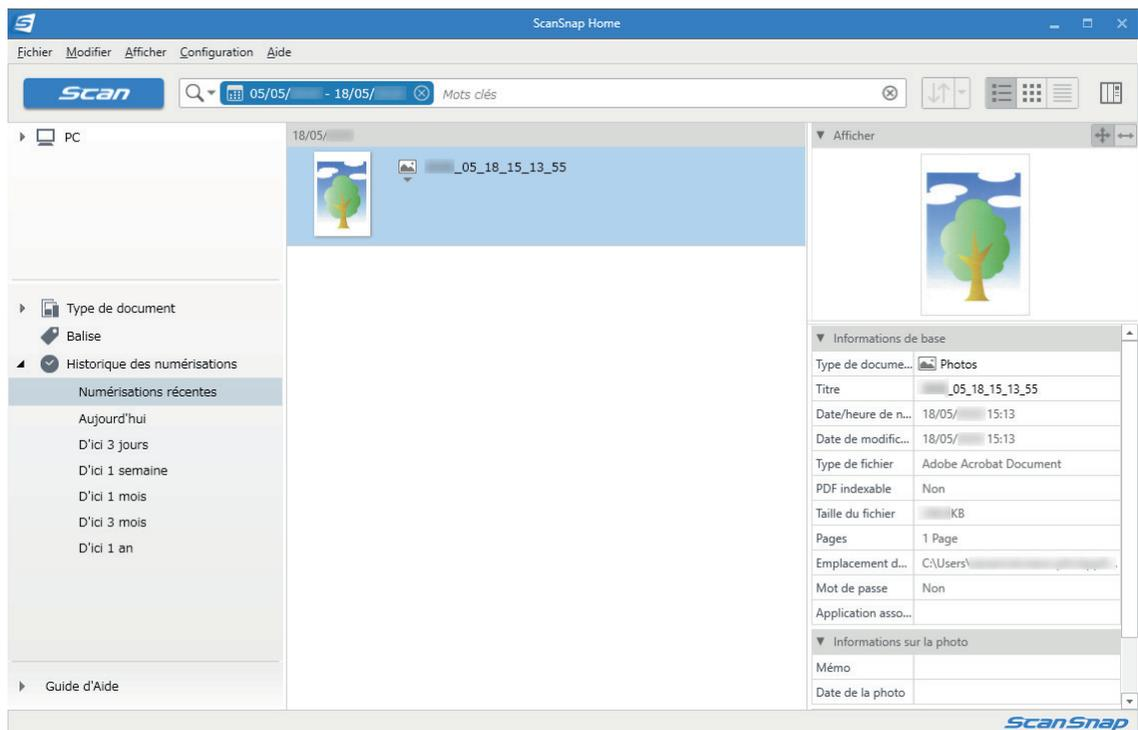 ScanSnap Home
Fichier Modifier Afficher Configuration Aide
Scan 05/05/ - 18/05/ Mots clés
PC
Type de document
Balise
Historique des numérisations
Numérisations récentes
Aujourd'hui
D'ici 3 jours
D'ici 1 semaine
D'ici 1 mois
D'ici 3 mois
D'ici 1 an
Guide d'Aide
18/05/
_05_18_15_13_55
Afficher
Informations de base
Type de docume... Photos
Titre _05_18_15_13_55
Date/heure de n... 18/05/ 15:13
Date de modific... 18/05/ 15:13
Type de fichier Adobe Acrobat Document
PDF indexable Non
Taille du fichier KB
Pages 1 Page
Emplacement d... C:\Users\
Mot de passe Non
Application asso...
Informations sur la photo
Mémo
Date de la photo
ScanSnap